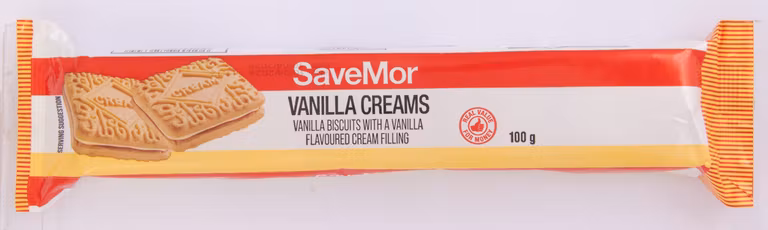 SaveMor
VANILLA CREAMS
VANILLA BISCUITS WITH A VANILLA
FLAVOURED CREAM FILLING
REAL VALUE
FOR MONEY
100 g
SERVING SUGGESTION